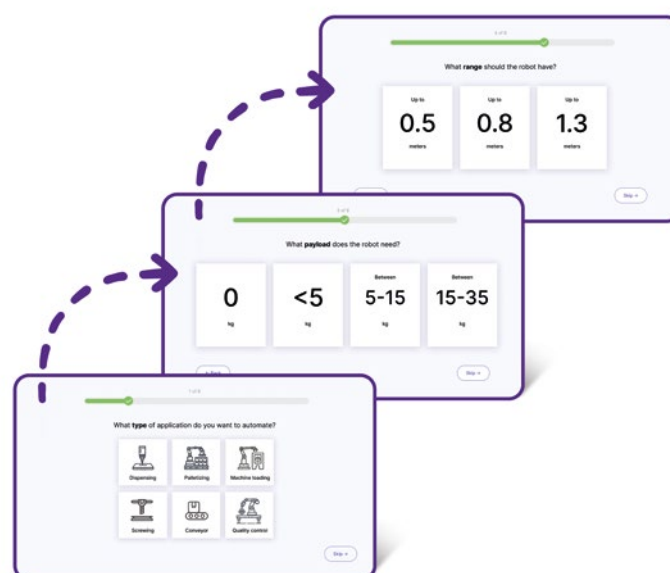 What range should the robot have?
Up to
Up to
Up to
0.5
0.8
1.3
meters
meters
meters
Skip →
What payload does the robot need?
Between
Between
0
<5
5-15
15-35
kg
kg
kg
kg
Skip →
1 of 8
What type of application do you want to automate?
Dispensing
Palletizing
Machine loading
Screwing
Conveyor
Quality control
Skip →